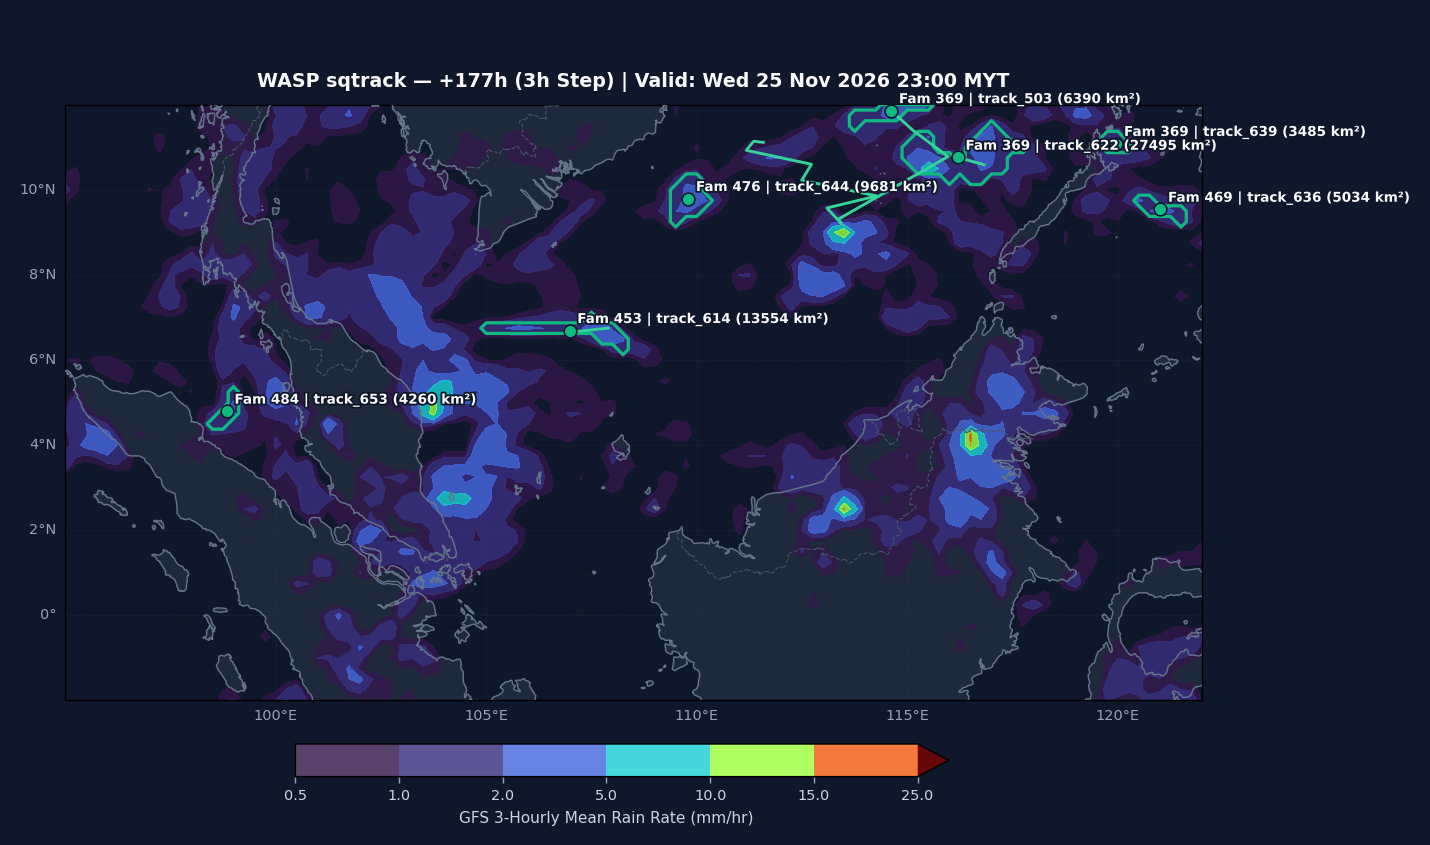 WASP sqtrack — +177h (3h Step) | Valid: Wed 25 Nov 2026 23:00 MYT
Fam 369 | track_503 (6390 km²)
Fam 369 | track_639 (3485 km²)
Fam 369 | track_622 (27495 km²)
Fam 476 | track_644 (9681 km²)
Fam 469 | track_636 (5034 km²)
Fam 453 | track_614 (13554 km²)
Fam 484 | track_653 (4260 km²)
10°N
8°N
6°N
4°N
2°N
0°
100°E 105°E 110°E 115°E 120°E
0.5 1.0 2.0 5.0 10.0 15.0 25.0
GFS 3-Hourly Mean Rain Rate (mm/hr)